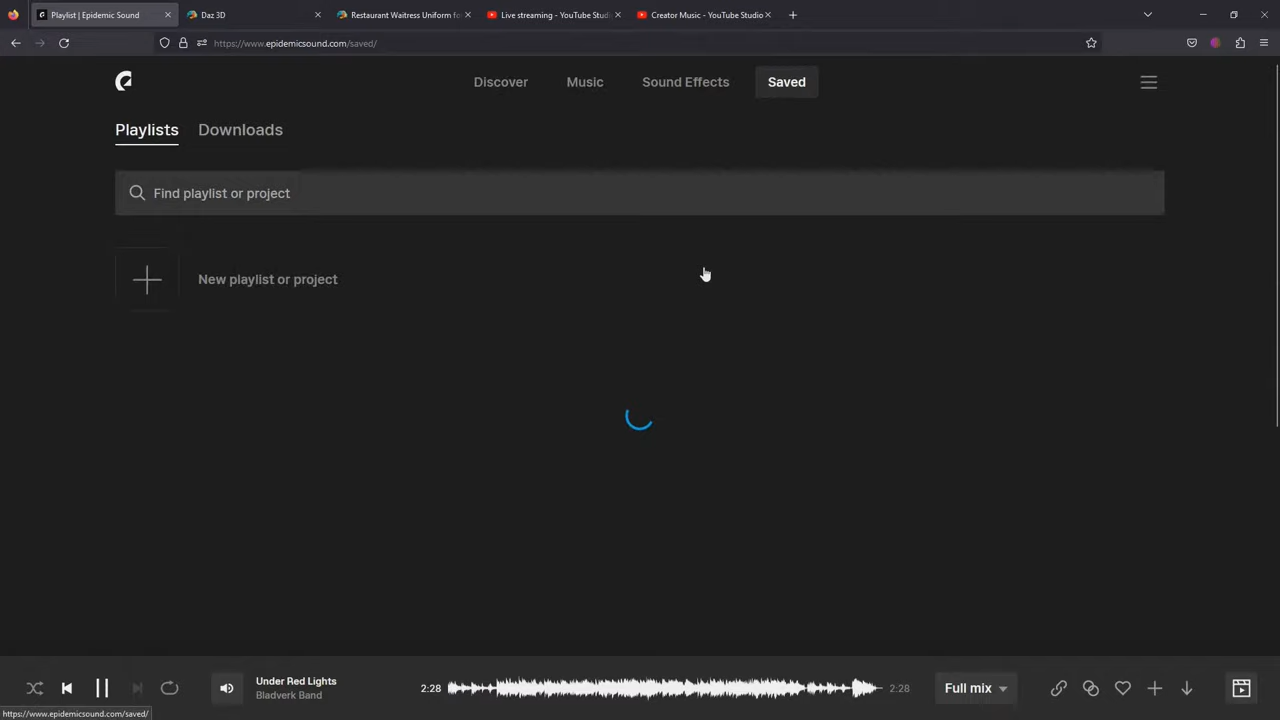 Playlist | Epidemic Sound
Daz 3D
Restaurant Waitress Uniform fo
Live streaming - YouTube Studi
Creator Music - YouTube Studio
https://www.epidemicsound.com/saved/
Discover
Music
Sound Effects
Saved
Playlists
Downloads
Find playlist or project
New playlist or project
Under Red Lights
Bladverk Band
2:28
2:28
Full mix
https://www.epidemicsound.com/saved/